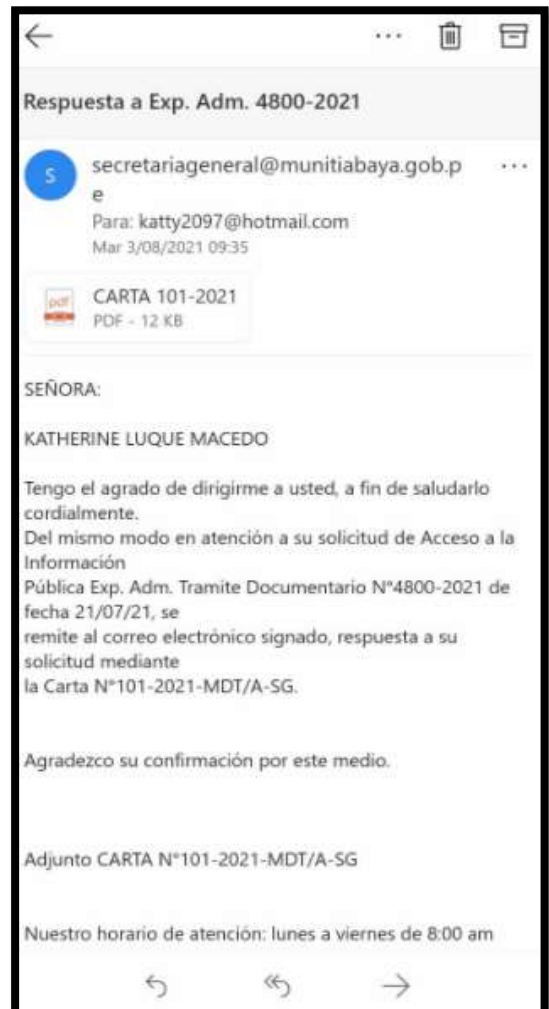 Respuesta a Exp. Adm. 4800-2021
S
secretariageneral@munitiabaya.gob.p
e
Para: katty2097@hotmail.com
Mar 3/08/2021 09:35
pdf
CARTA 101-2021
PDF - 12 KB
SEÑORA:
KATHERINE LUQUE MACEDO
Tengo el agrado de dirigirme a usted, a fin de saludarlo
cordialmente.
Del mismo modo en atención a su solicitud de Acceso a la
Información
Pública Exp. Adm. Tramite Documentario N°4800-2021 de
fecha 21/07/21, se
remite al correo electrónico signado, respuesta a su
solicitud mediante
la Carta N°101-2021-MDT/A-SG.
Agradezco su confirmación por este medio.
Adjunto CARTA N°101-2021-MDT/A-SG
Nuestro horario de atención: lunes a viernes de 8:00 am